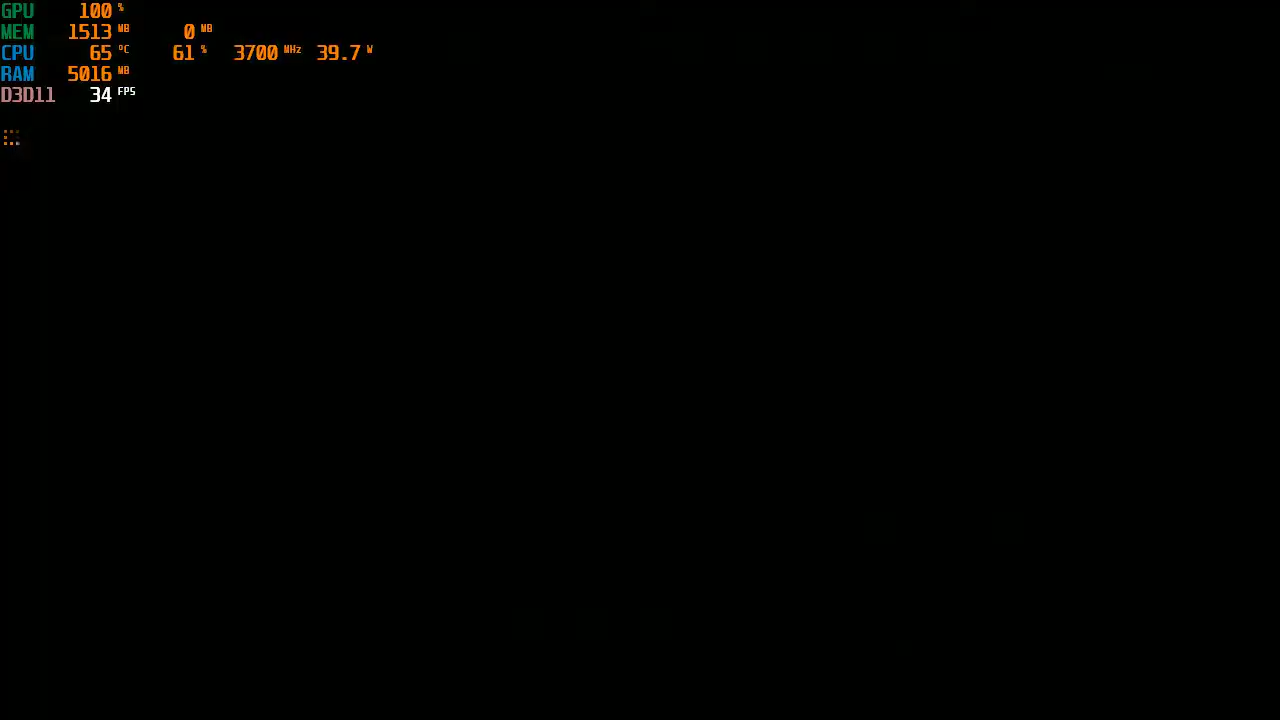 GPU 100 %
MEM 1513 MB 0 MB
CPU 65 °C 61 % 3700 MHz 39.7 W
RAM 5016 MB
D3D11 34 FPS